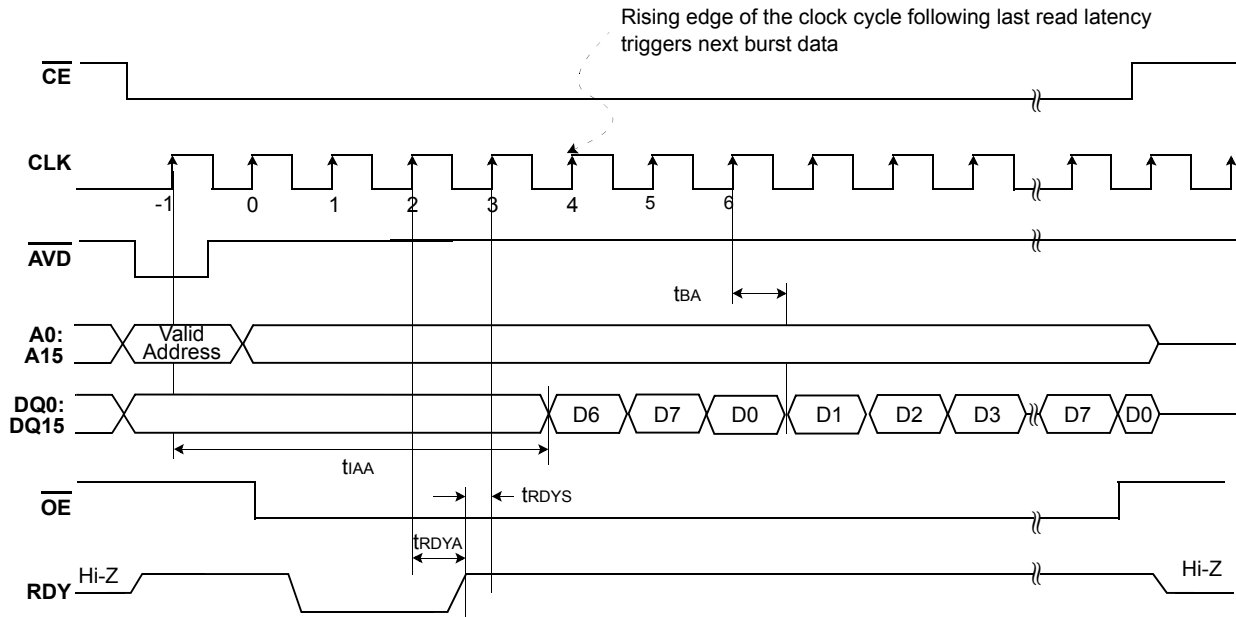 Rising edge of the clock cycle following last read latency
triggers next burst data
CE
CLK
-1 0 1 2 3 4 5 6
AVD
tBA
A0:
A15
Valid
Address
DQ0:
DQ15
D6 D7 D0 D1 D2 D3 D7 D0
tIAA
OE
tRDYS
tRDYA
Hi-Z
RDY
Hi-Z